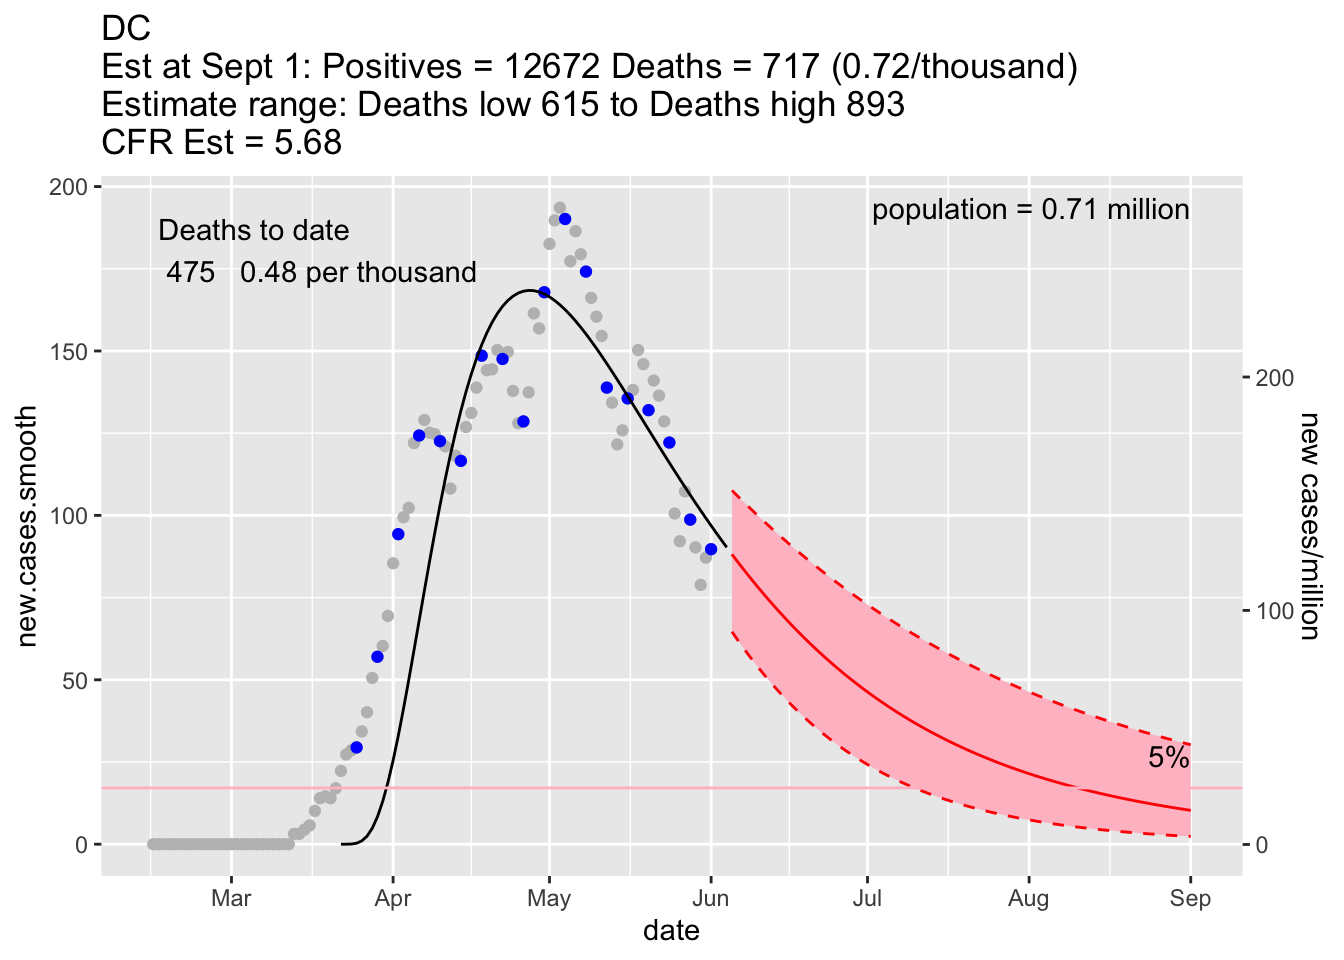 DC
Est at Sept 1: Positives = 12672 Deaths = 717 (0.72/thousand)
Estimate range: Deaths low 615 to Deaths high 893
CFR Est = 5.68
200
150
100
50
0
new.cases.smooth
Deaths to date
475 0.48 per thousand
population = 0.71 million
5%
200
100
0
new cases/million
Mar
Apr
May
Jun
Jul
Aug
Sep
date